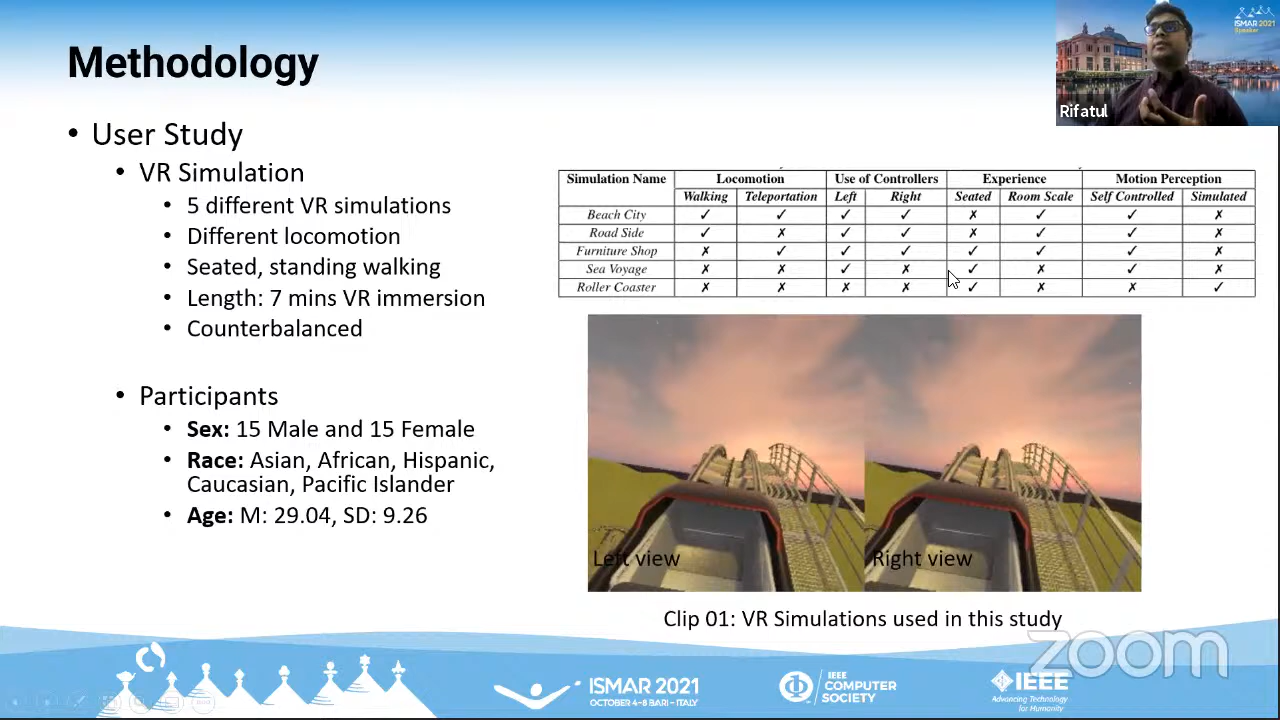 Methodology
ISMAR 2021
Speaker
Rifatul
• User Study
• VR Simulation
• 5 different VR simulations
• Different locomotion
• Seated, standing walking
• Length: 7 mins VR immersion
• Counterbalanced
• Participants
• Sex: 15 Male and 15 Female
• Race: Asian, African, Hispanic,
Caucasian, Pacific Islander
• Age: M: 29.04, SD: 9.26
Simulation Name Locomotion Use of Controllers Experience Motion Perception
Walking Teleportation Left Right Seated Room Scale Self Controlled Simulated
Beach City ✓ ✓ ✓ ✓ ✗ ✓ ✓ ✗
Road Side ✓ ✗ ✓ ✓ ✗ ✓ ✓ ✗
Furniture Shop ✗ ✓ ✓ ✓ ✓ ✓ ✓ ✗
Sea Voyage ✗ ✗ ✓ ✗ ✓ ✗ ✓ ✗
Roller Coaster ✗ ✗ ✗ ✗ ✓ ✗ ✗ ✓
Left view
Right view
Clip 01: VR Simulations used in this study
zoom
ISMAR 2021
OCTOBER 4-8 BARI - ITALY
IEEE
COMPUTER
SOCIETY
IEEE
Advancing Technology
for Humanity